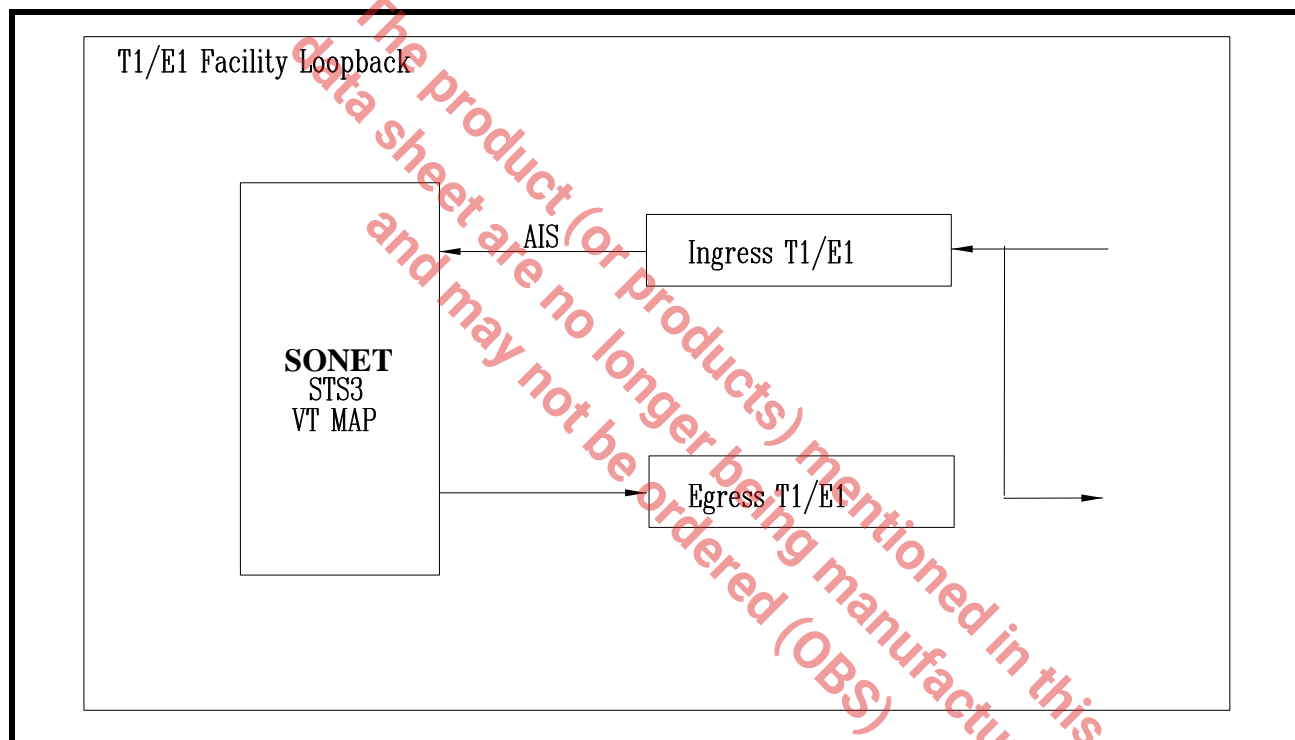 T1/E1 Facility Loopback
AIS
Ingress T1/E1
SONET
STS3
VT MAP
Egress T1/E1
The product (or products) mentioned in this
data sheet are no longer being manufactu
and may not be ordered (OBS)